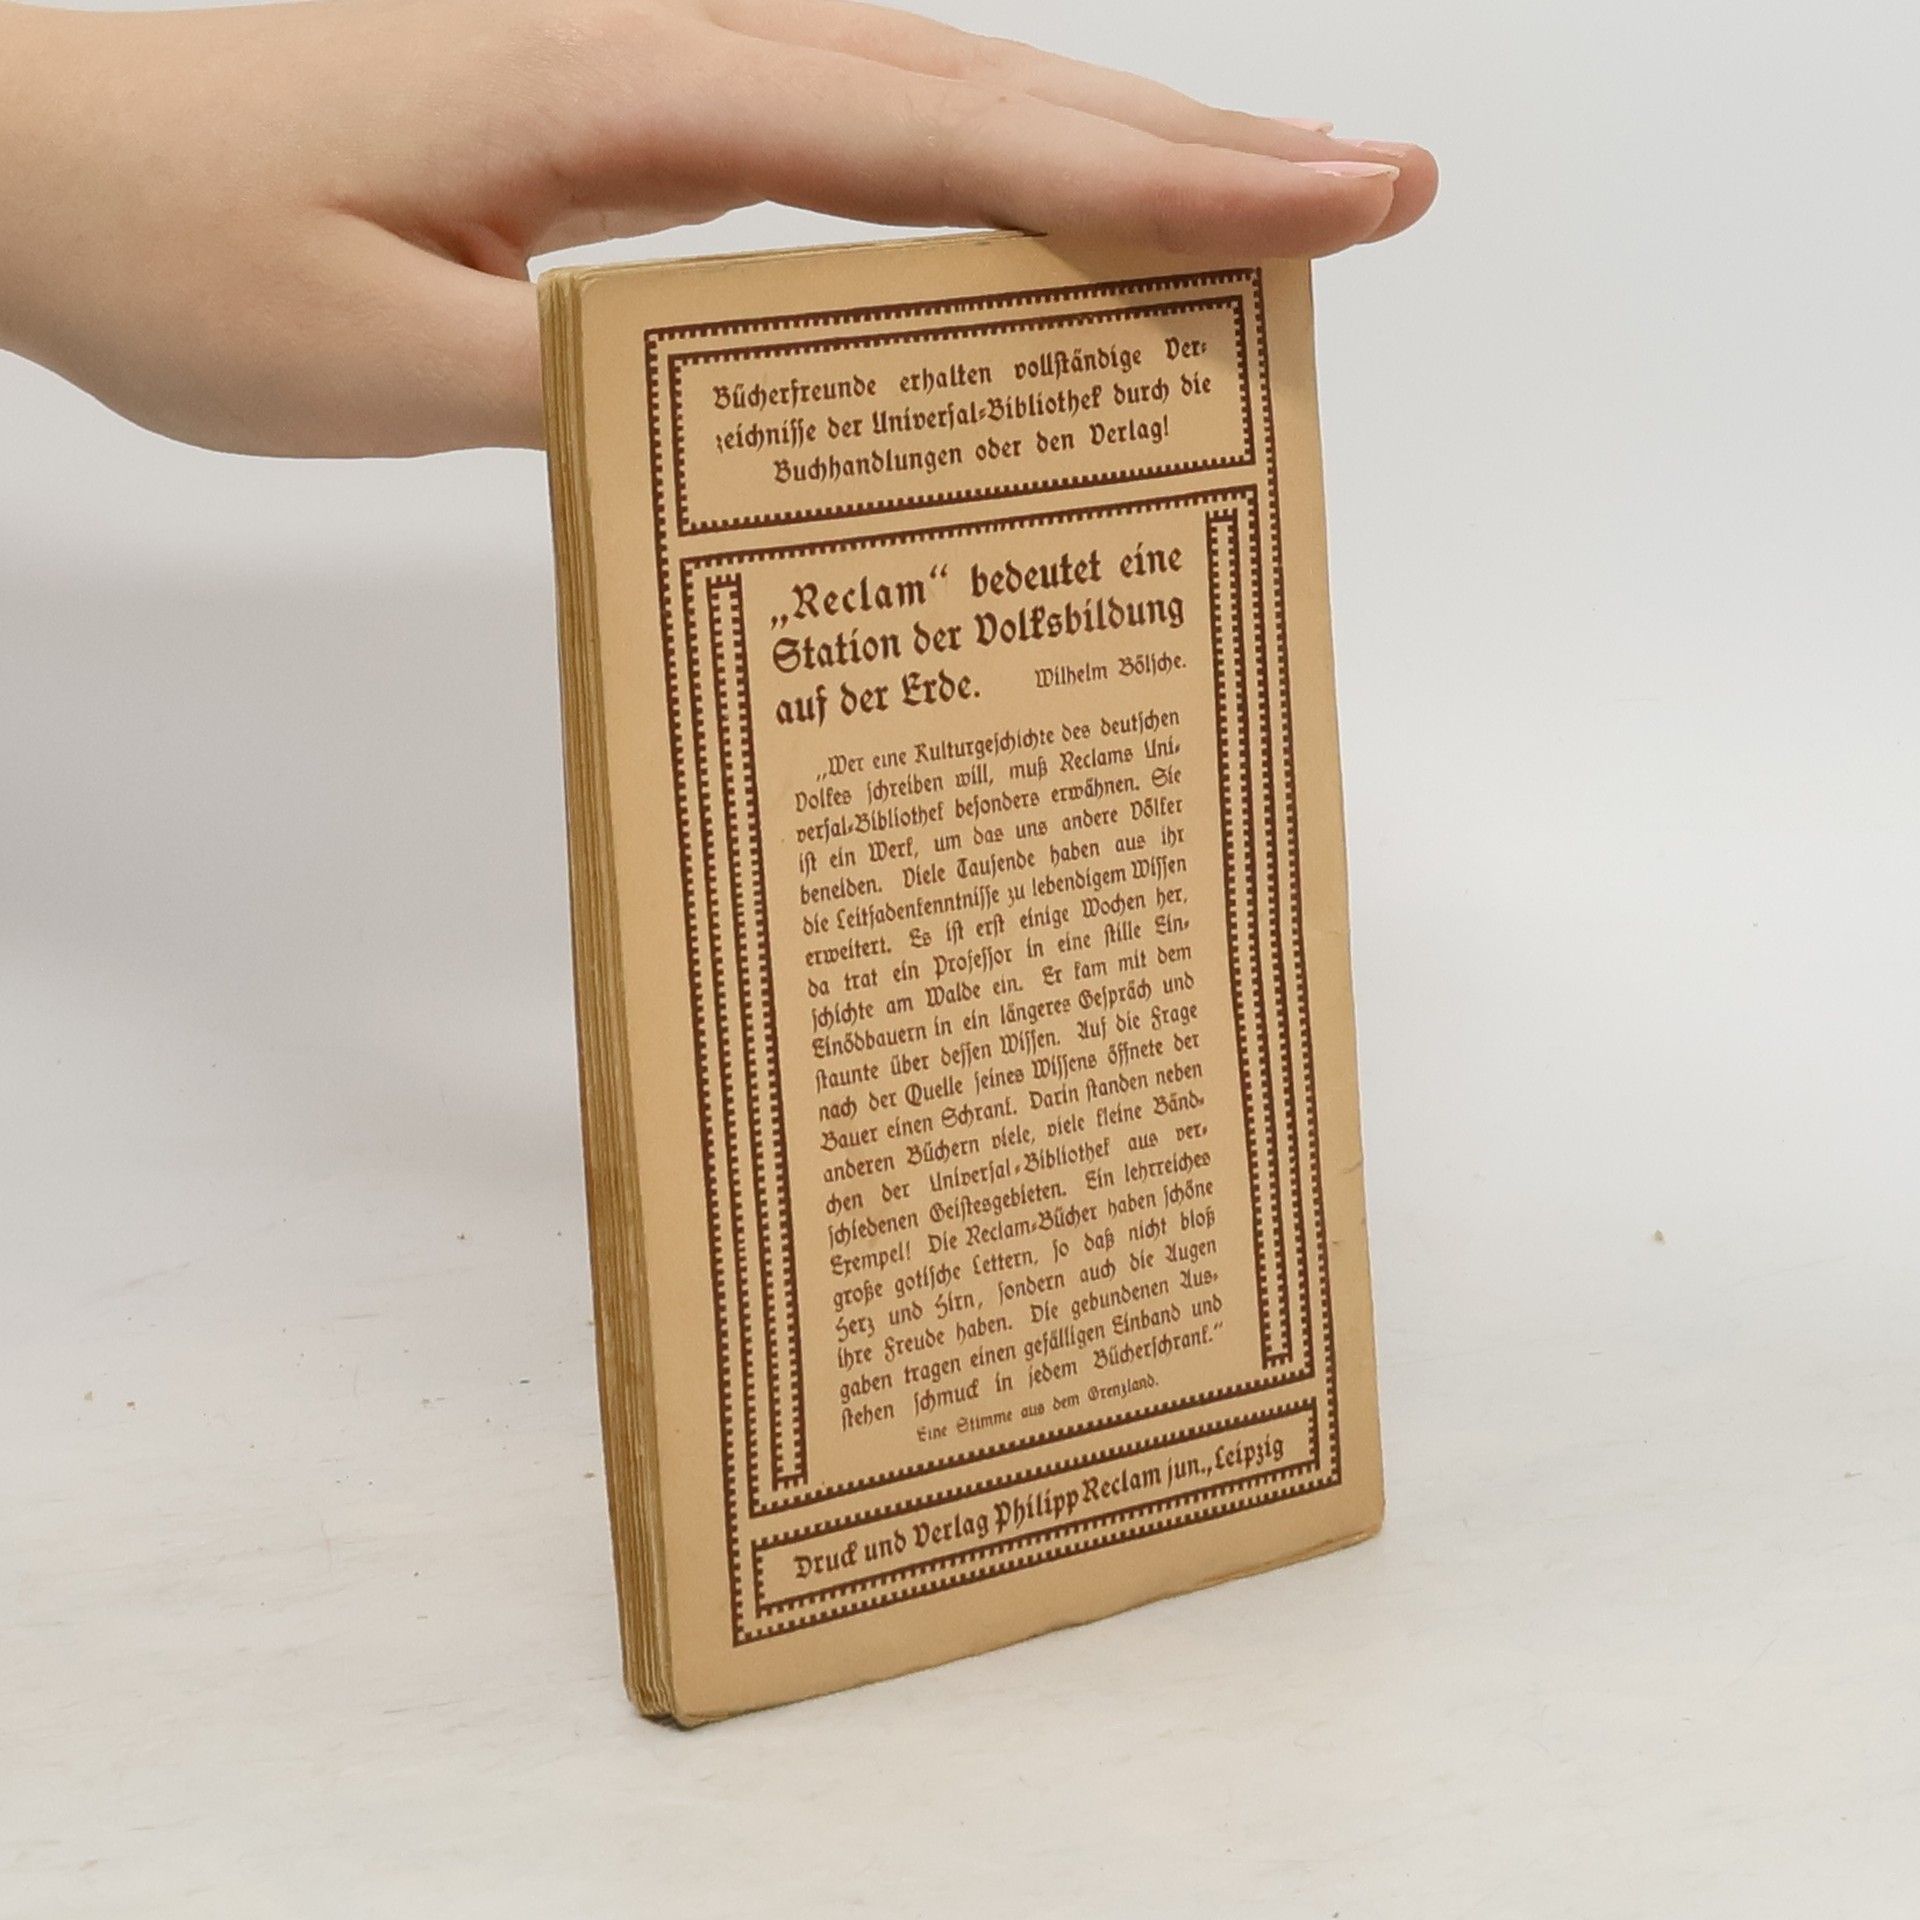 Bücherfreunde erhalten vollständige Ver-
zeichnisse der Universal-Bibliothek durch die
Buchhandlungen oder den Verlag!
„Reclam“ bedeutet eine
Station der Volksbildung
auf der Erde. Wilhelm Bölsche.
„Wer eine Kulturgeschichte des deutschen
Volkes schreiben will, muß Reclams Uni-
versal-Bibliothek besonders erwähnen. Sie
ist ein Werk, um das uns andere Völker
beneiden. Viele Tausende haben aus ihr
die Leitfadenkenntnisse zu lebendigem Wissen
erweitert. Es ist erst einige Wochen her,
da trat ein Professor in eine stille Ein-
schichte am Walde ein. Er kam mit dem
Einödbauern in ein längeres Gespräch und
staunte über dessen Wissen. Auf die Frage
nach der Quelle seines Wissens öffnete der
Bauer einen Schrank. Darin standen neben
anderen Büchern viele, viele kleine Bänd-
chen der Universal-Bibliothek aus ver-
schiedenen Geistesgebieten. Ein lehrreiches
Exempel! Die Reclam-Bücher haben schöne
große gotische Lettern, so daß nicht bloß
Herz und Hirn, sondern auch die Augen
ihre Freude haben. Die gebundenen Aus-
gaben tragen einen gefälligen Einband und
stehen schmuck in jedem Bücherschrank.“
Eine Stimme aus dem Grenzland.
Druck und Verlag Philipp Reclam jun., Leipzig